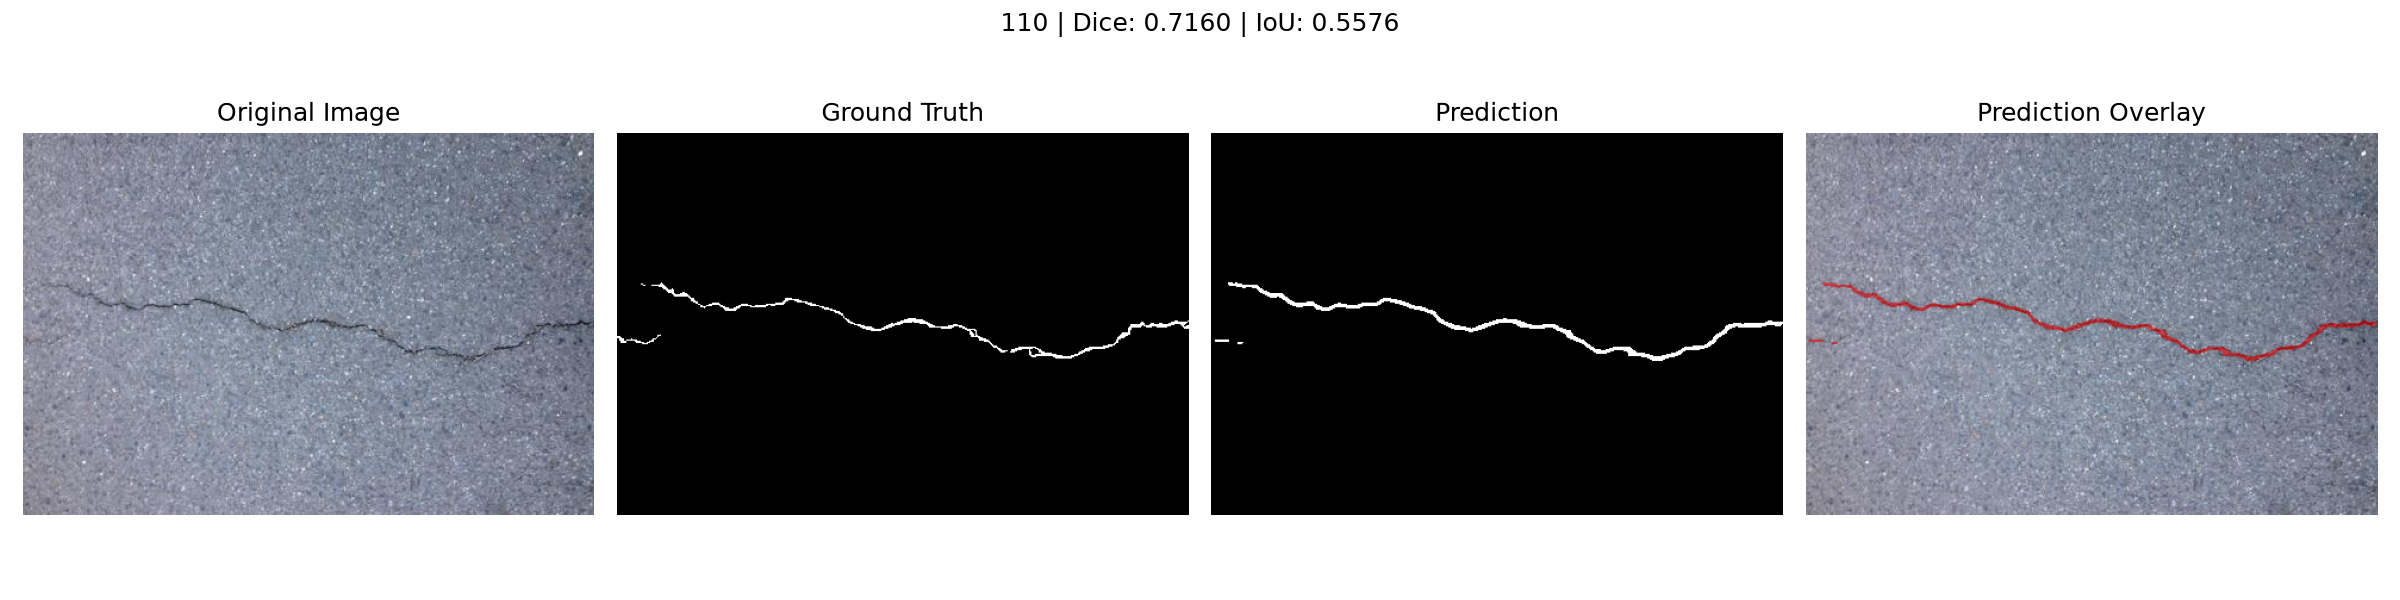 110 | Dice: 0.7160 | IoU: 0.5576
Original Image
Ground Truth
Prediction
Prediction Overlay